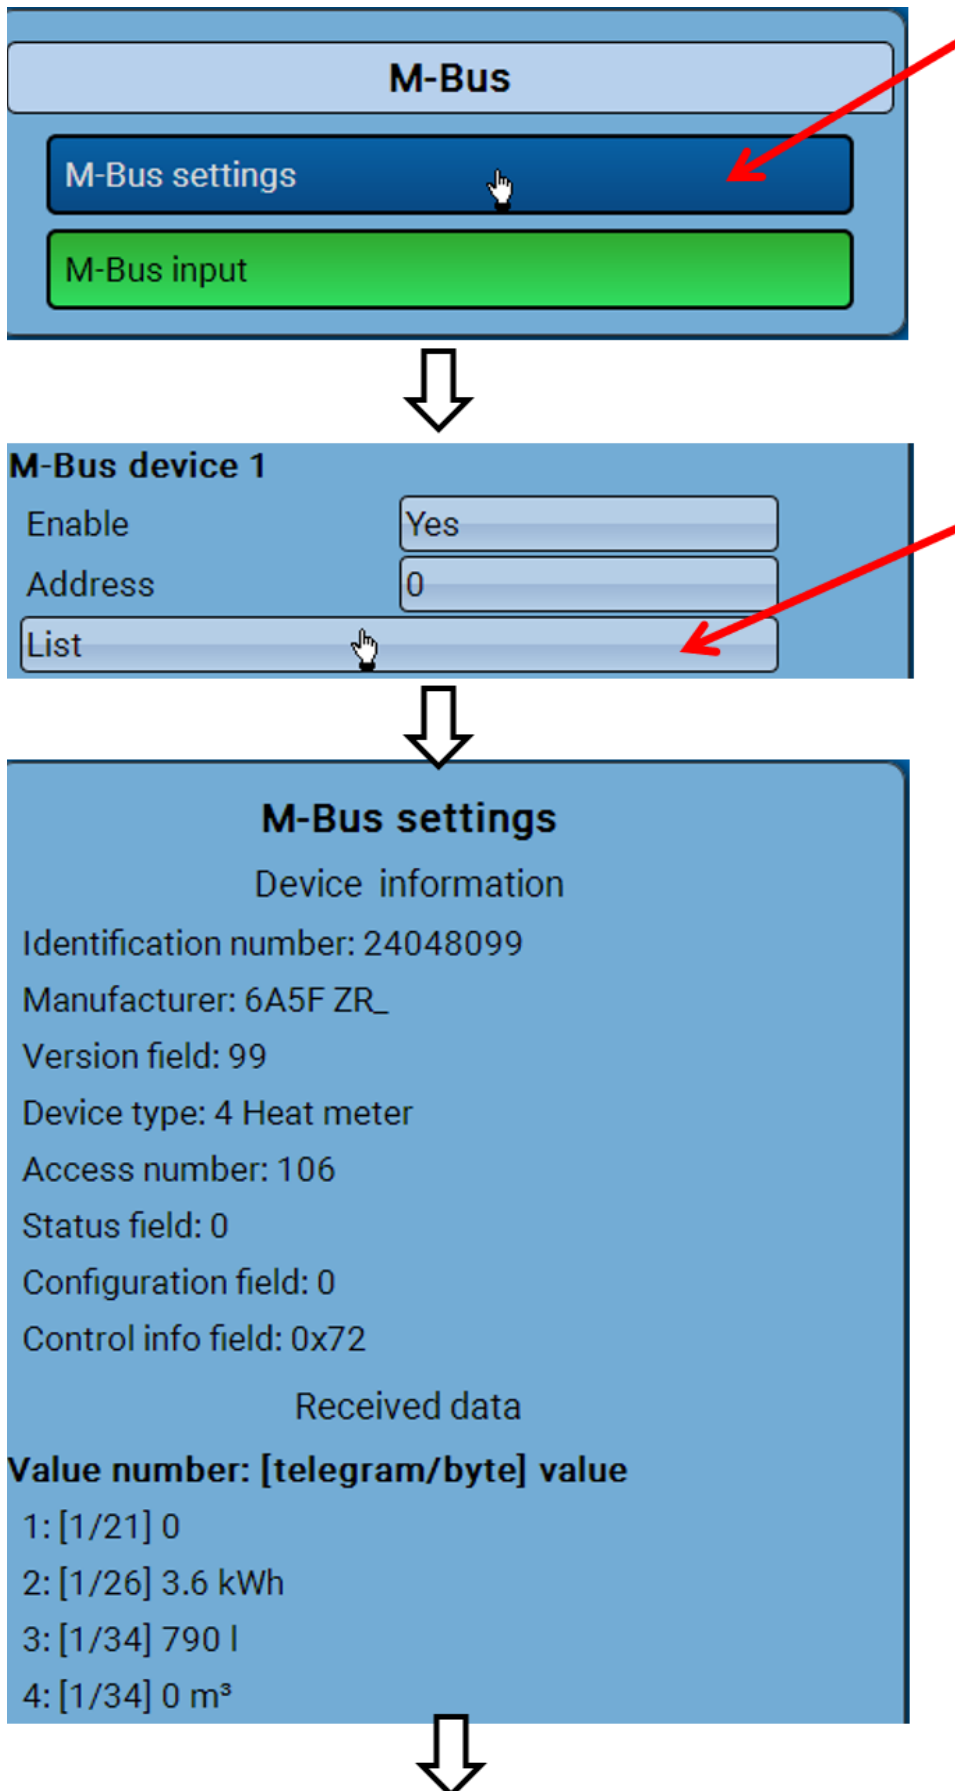 M-Bus
M-Bus settings
M-Bus input
M-Bus device 1
Enable Yes
Address 0
List
M-Bus settings
Device information
Identification number: 24048099
Manufacturer: 6A5F ZR_
Version field: 99
Device type: 4 Heat meter
Access number: 106
Status field: 0
Configuration field: 0
Control info field: 0x72
Received data
Value number: [telegram/byte] value
1: [1/21] 0
2: [1/26] 3.6 kWh
3: [1/34] 790 l
4: [1/34] 0 m³